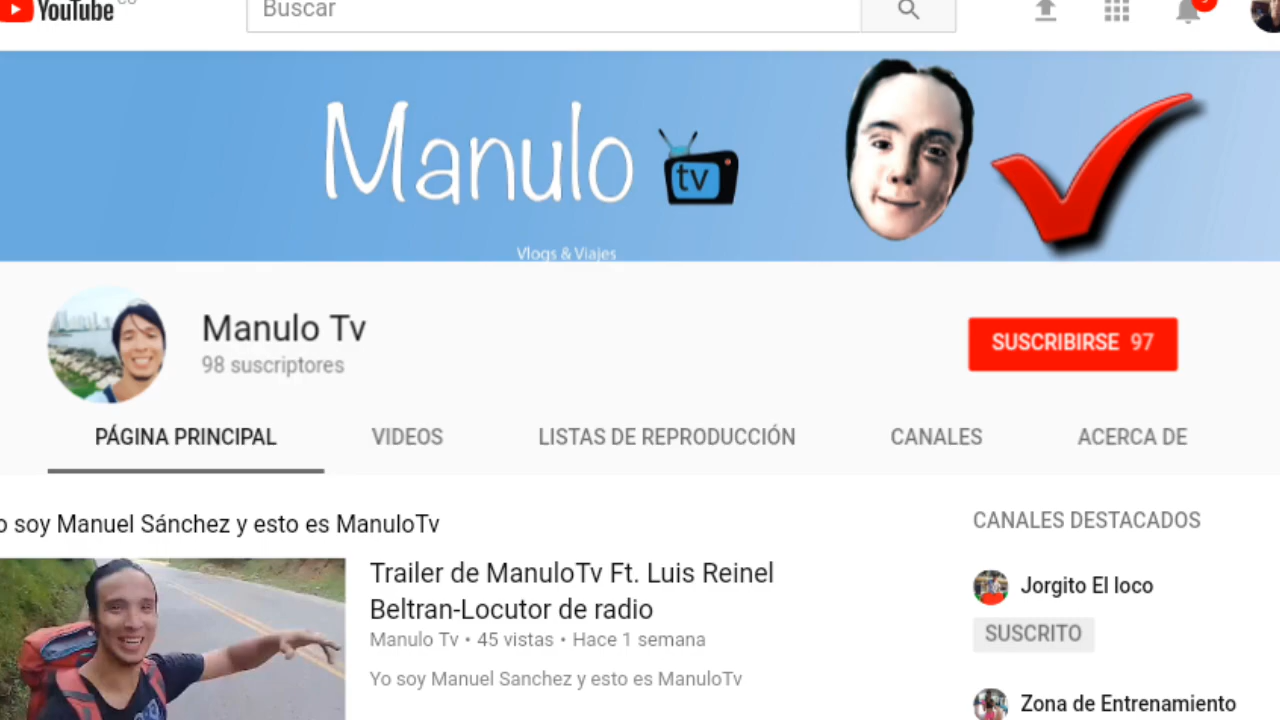 YouTube
Buscar
Manulo
tv
Vlogs & Viajes
Manulo Tv
98 suscriptores
SUSCRIBIRSE 97
PÁGINA PRINCIPAL VIDEOS LISTAS DE REPRODUCCIÓN CANALES ACERCA DE
o soy Manuel Sánchez y esto es ManuloTv
Trailer de ManuloTv Ft. Luis Reinel
Beltran-Locutor de radio
Manulo Tv • 45 vistas • Hace 1 semana
Yo soy Manuel Sanchez y esto es ManuloTv
CANALES DESTACADOS
Jorgito El loco
SUSCRITO
Zona de Entrenamiento